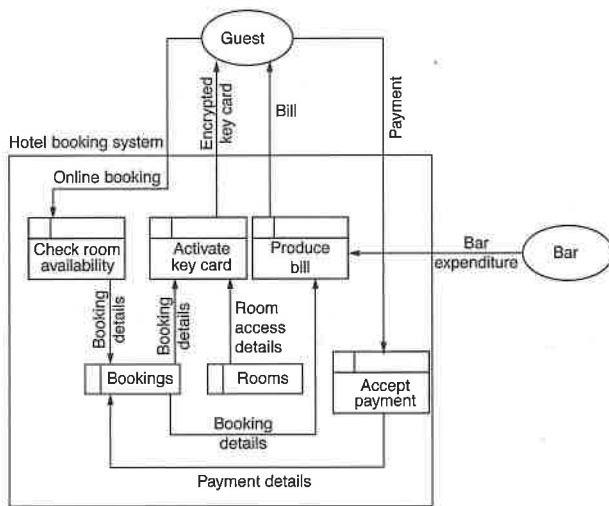 Guest
Encrypted
key card
Bill
Payment
Hotel booking system
Online booking
Check room
availability
Activate
key card
Produce
bill
Bar
expenditure
Bar
Booking
details
Booking
details
Room
access
details
Bookings
Rooms
Accept
payment
Booking
details
Payment details